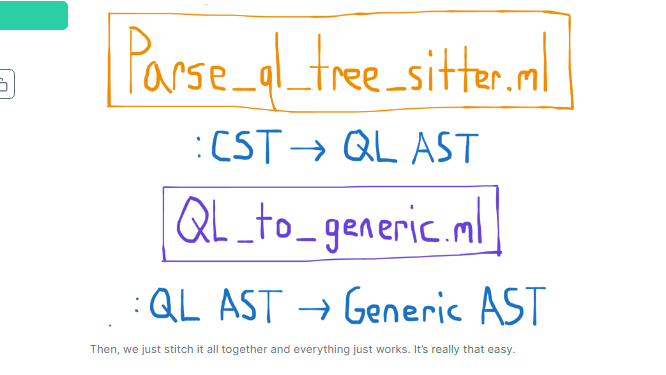 Parse_ql_tree_sitter.ml
: CST → QL AST
QL_to_generic.ml
: QL AST → Generic AST
Then, we just stitch it all together and everything just works. It's really that easy.